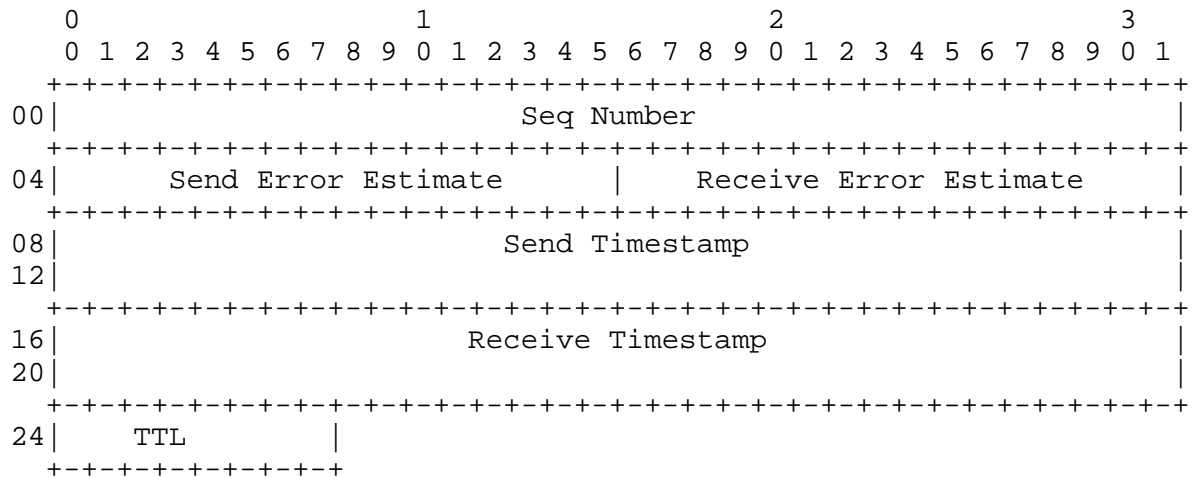 0                   1                   2                   3
    0 1 2 3 4 5 6 7 8 9 0 1 2 3 4 5 6 7 8 9 0 1 2 3 4 5 6 7 8 9 0 1
   +-+-+-+-+-+-+-+-+-+-+-+-+-+-+-+-+-+-+-+-+-+-+-+-+-+-+-+-+-+-+-+-+
00|                          Seq Number                           |
   +-+-+-+-+-+-+-+-+-+-+-+-+-+-+-+-+-+-+-+-+-+-+-+-+-+-+-+-+-+-+-+-+
04|      Send Error Estimate      |    Receive Error Estimate     |
   +-+-+-+-+-+-+-+-+-+-+-+-+-+-+-+-+-+-+-+-+-+-+-+-+-+-+-+-+-+-+-+-+
08|                         Send Timestamp                        |
12|                                                               |
   +-+-+-+-+-+-+-+-+-+-+-+-+-+-+-+-+-+-+-+-+-+-+-+-+-+-+-+-+-+-+-+-+
16|                       Receive Timestamp                       |
20|                                                               |
   +-+-+-+-+-+-+-+-+-+-+-+-+-+-+-+-+-+-+-+-+-+-+-+-+-+-+-+-+-+-+-+-+
24|    TTL        |
   +-+-+-+-+-+-+-+-+